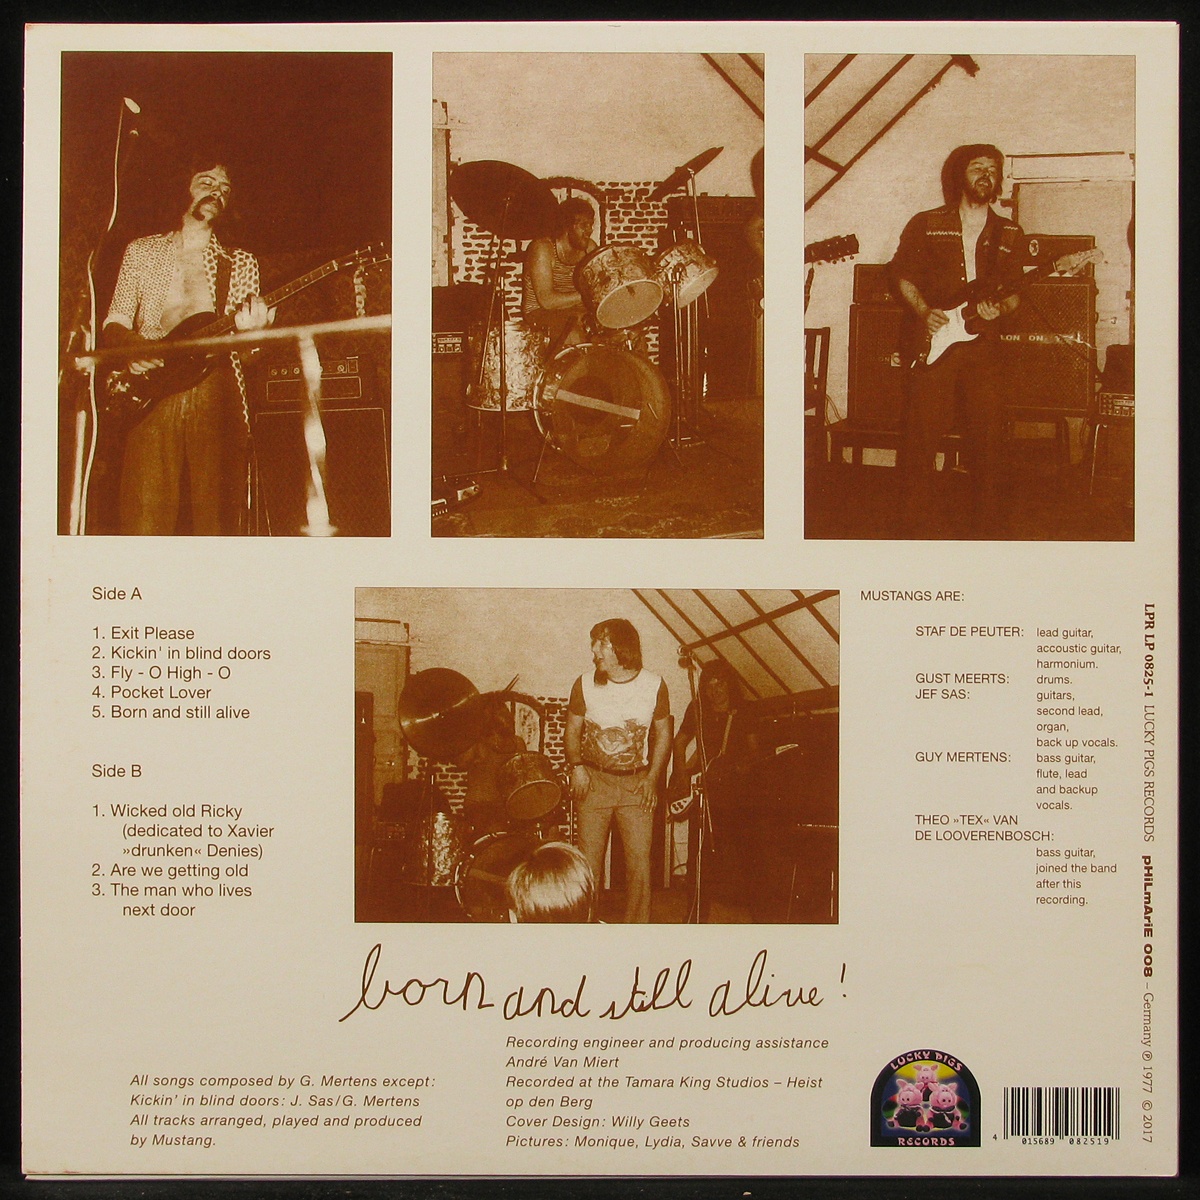 Side A
1. Exit Please
2. Kickin' in blind doors
3. Fly - O High - O
4. Pocket Lover
5. Born and still alive
Side B
1. Wicked old Ricky
(dedicated to Xavier
»drunken« Denies)
2. Are we getting old
3. The man who lives
next door
LON ON
MUSTANGS ARE:
STAF DE PEUTER: lead guitar,
accoustic guitar,
harmonium.
GUST MEERTS: drums.
JEF SAS: guitars,
second lead,
organ,
back up vocals.
GUY MERTENS: bass guitar,
flute, lead
and backup
vocals.
THEO »TEX« VAN
DE LOOVERENBOSCH:
bass guitar,
joined the band
after this
recording.
LPR LP 0825-1 LUCKY PIGS RECORDS pHiLmAriE 008 – Germany ℗ 1977 © 2017
born and still alive!
All songs composed by G. Mertens except:
Kickin' in blind doors: J. Sas/G. Mertens
All tracks arranged, played and produced
by Mustang.
Recording engineer and producing assistance
André Van Miert
Recorded at the Tamara King Studios – Heist
op den Berg
Cover Design: Willy Geets
Pictures: Monique, Lydia, Savve & friends
LUCKY PIGS
RECORDS
4 015689 082519